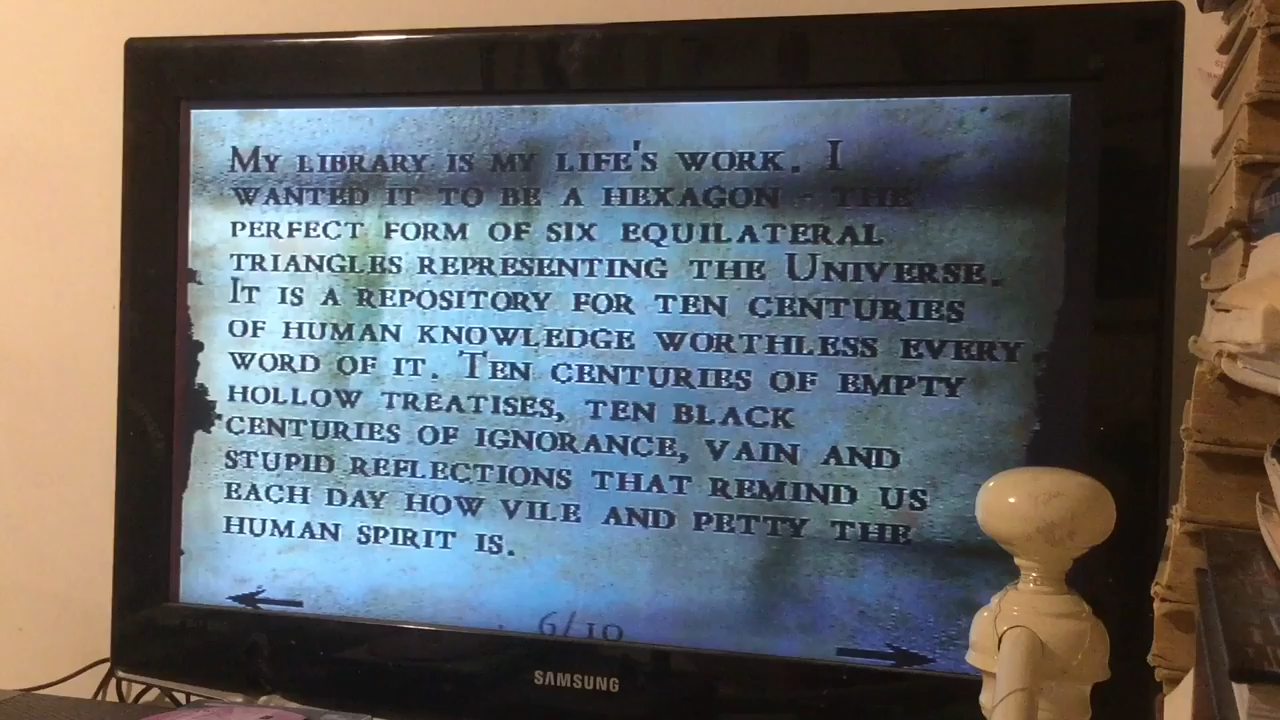 My library is my life's work. I
wanted it to be a hexagon - the
perfect form of six equilateral
triangles representing the Universe.
It is a repository for ten centuries
of human knowledge worthless every
word of it. Ten centuries of empty
hollow treatises, ten black
centuries of ignorance, vain and
stupid reflections that remind us
each day how vile and petty the
human spirit is.
6/10
SAMSUNG